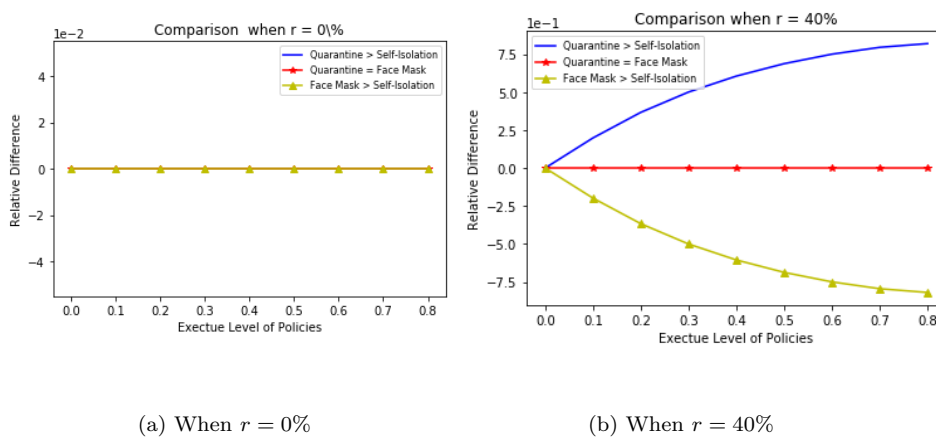 Comparison when r = 0\%
1e−2
Quarantine > Self-Isolation
Quarantine = Face Mask
Face Mask > Self-Isolation
4
2
0
−2
−4
Relative Difference
0.0 0.1 0.2 0.3 0.4 0.5 0.6 0.7 0.8
Exectue Level of Policies
(a) When r = 0%
Comparison when r = 40%
1e−1
Quarantine > Self-Isolation
Quarantine = Face Mask
Face Mask > Self-Isolation
7.5
5.0
2.5
0.0
−2.5
−5.0
−7.5
Relative Difference
0.0 0.1 0.2 0.3 0.4 0.5 0.6 0.7 0.8
Exectue Level of Policies
(b) When r = 40%